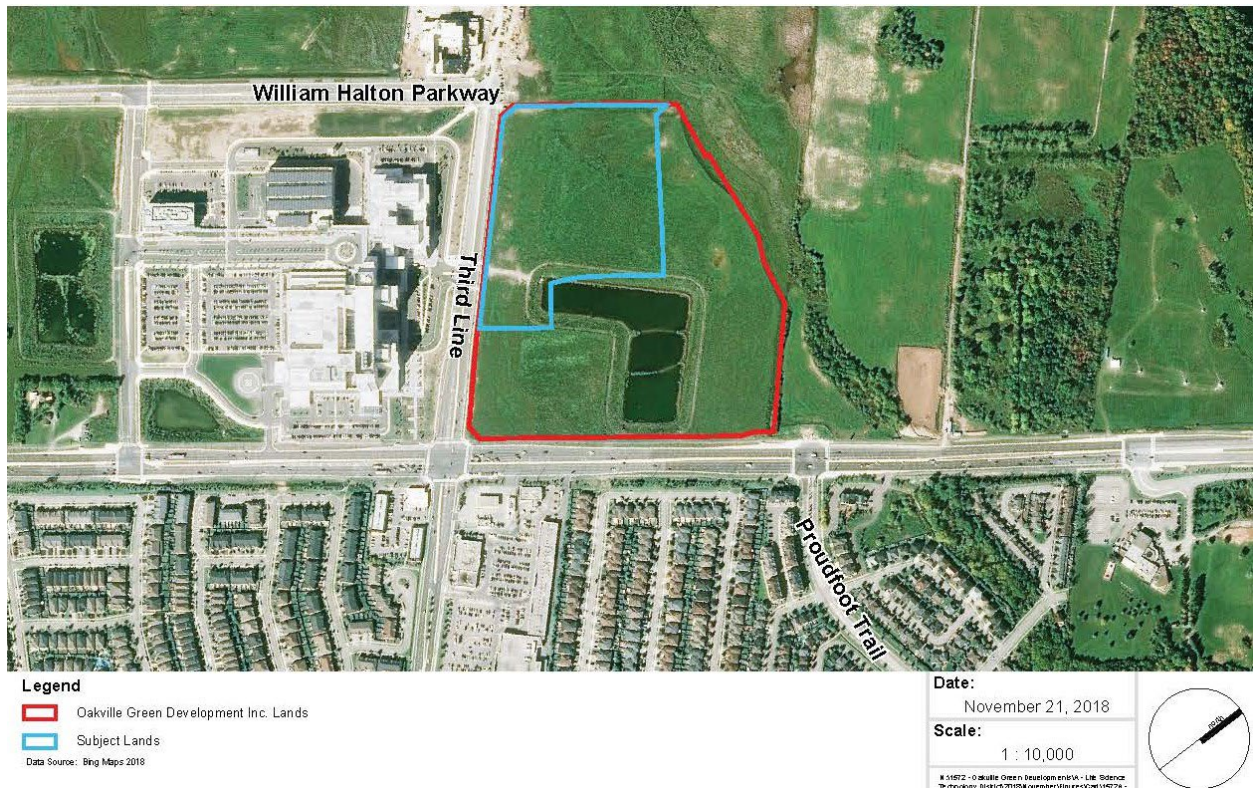 William Halton Parkway
Third Line
Proudfoot Trail
Legend
Oakville Green Development Inc. Lands
Subject Lands
Data Source: Bing Maps 2018
Date:
November 21, 2018
Scale:
1 : 10,000
north